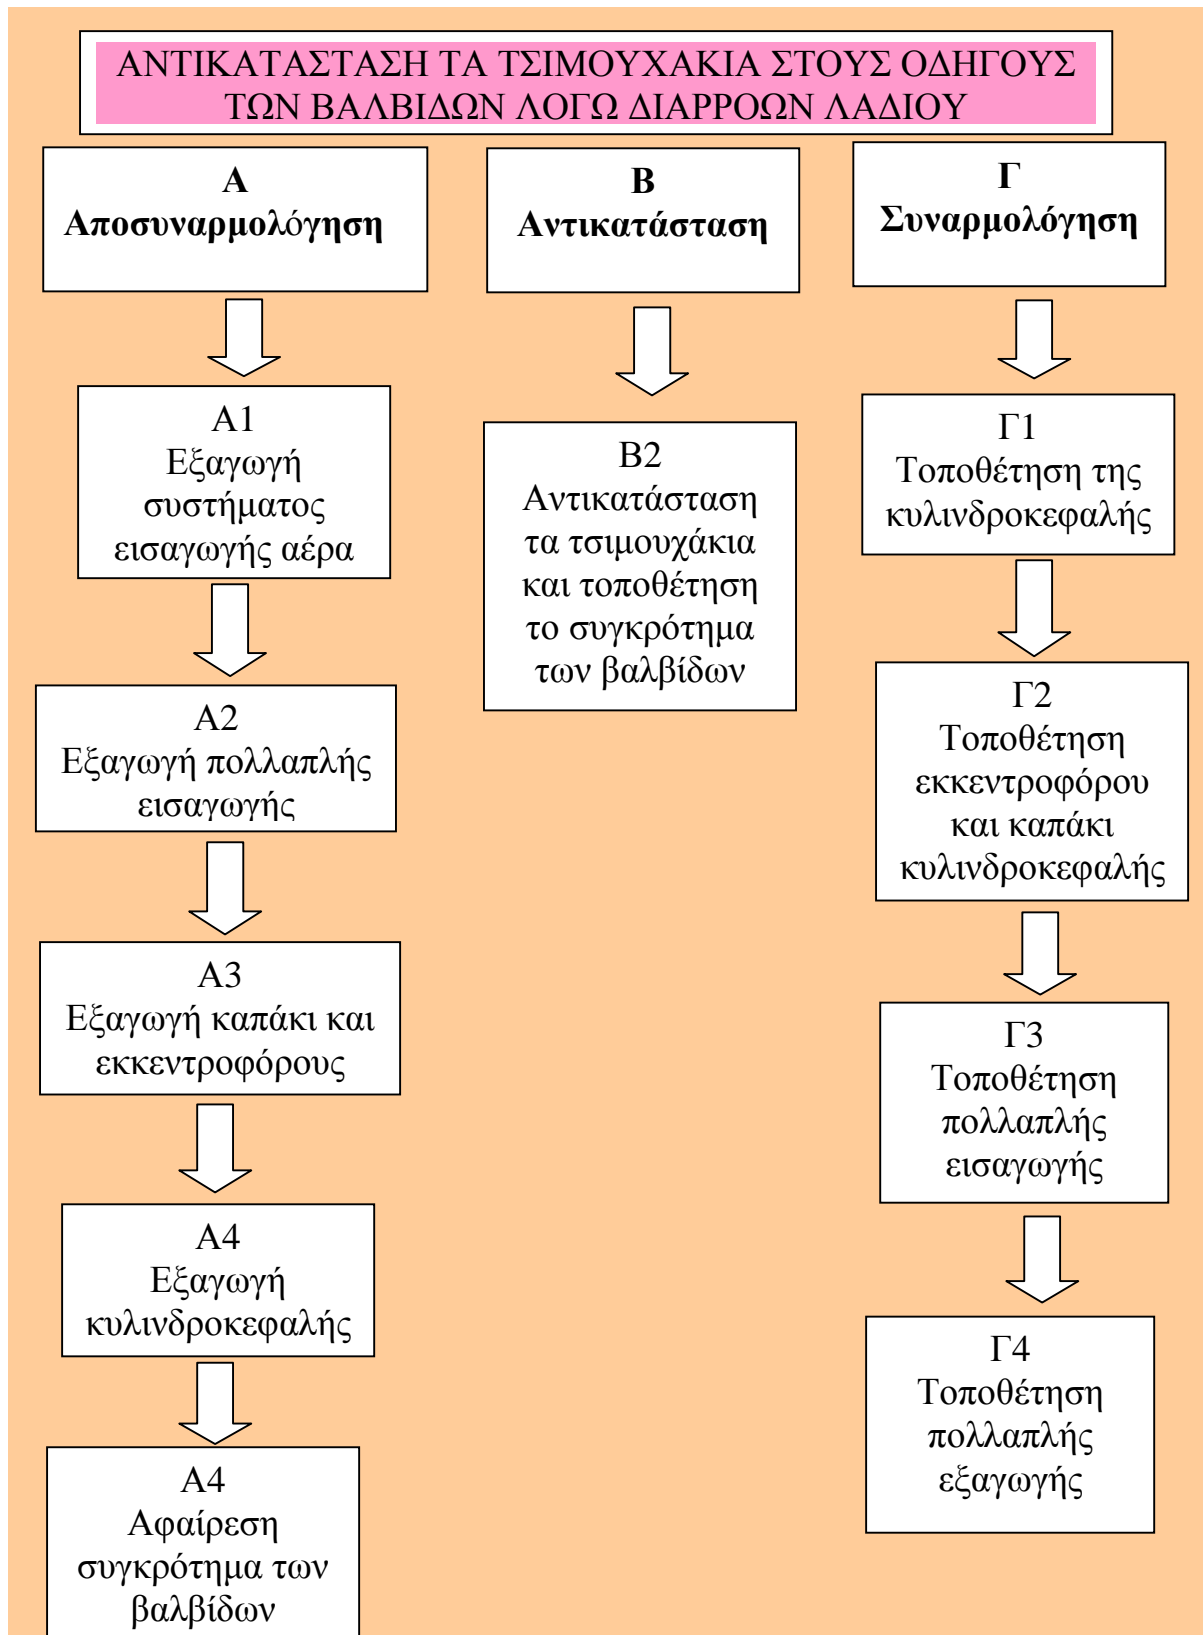 ΑΝΤΙΚΑΤΑΣΤΑΣΗ ΤΑ ΤΣΙΜΟΥΧΑΚΙΑ ΣΤΟΥΣ ΟΔΗΓΟΥΣ
ΤΩΝ ΒΑΛΒΙΔΩΝ ΛΟΓΩ ΔΙΑΡΡΟΩΝ ΛΑΔΙΟΥ
Α
Αποσυναρμολόγηση
Α1
Εξαγωγή
συστήματος
εισαγωγής αέρα
Α2
Εξαγωγή πολλαπλής
εισαγωγής
Α3
Εξαγωγή καπάκι και
εκκεντροφόρους
Α4
Εξαγωγή
κυλινδροκεφαλής
Α4
Αφαίρεση
συγκρότημα των
βαλβίδων
Β
Αντικατάσταση
Β2
Αντικατάσταση
τα τσιμουχάκια
και τοποθέτηση
το συγκρότημα
των βαλβίδων
Γ
Συναρμολόγηση
Γ1
Τοποθέτηση της
κυλινδροκεφαλής
Γ2
Τοποθέτηση
εκκεντροφόρου
και καπάκι
κυλινδροκεφαλής
Γ3
Τοποθέτηση
πολλαπλής
εισαγωγής
Γ4
Τοποθέτηση
πολλαπλής
εξαγωγής